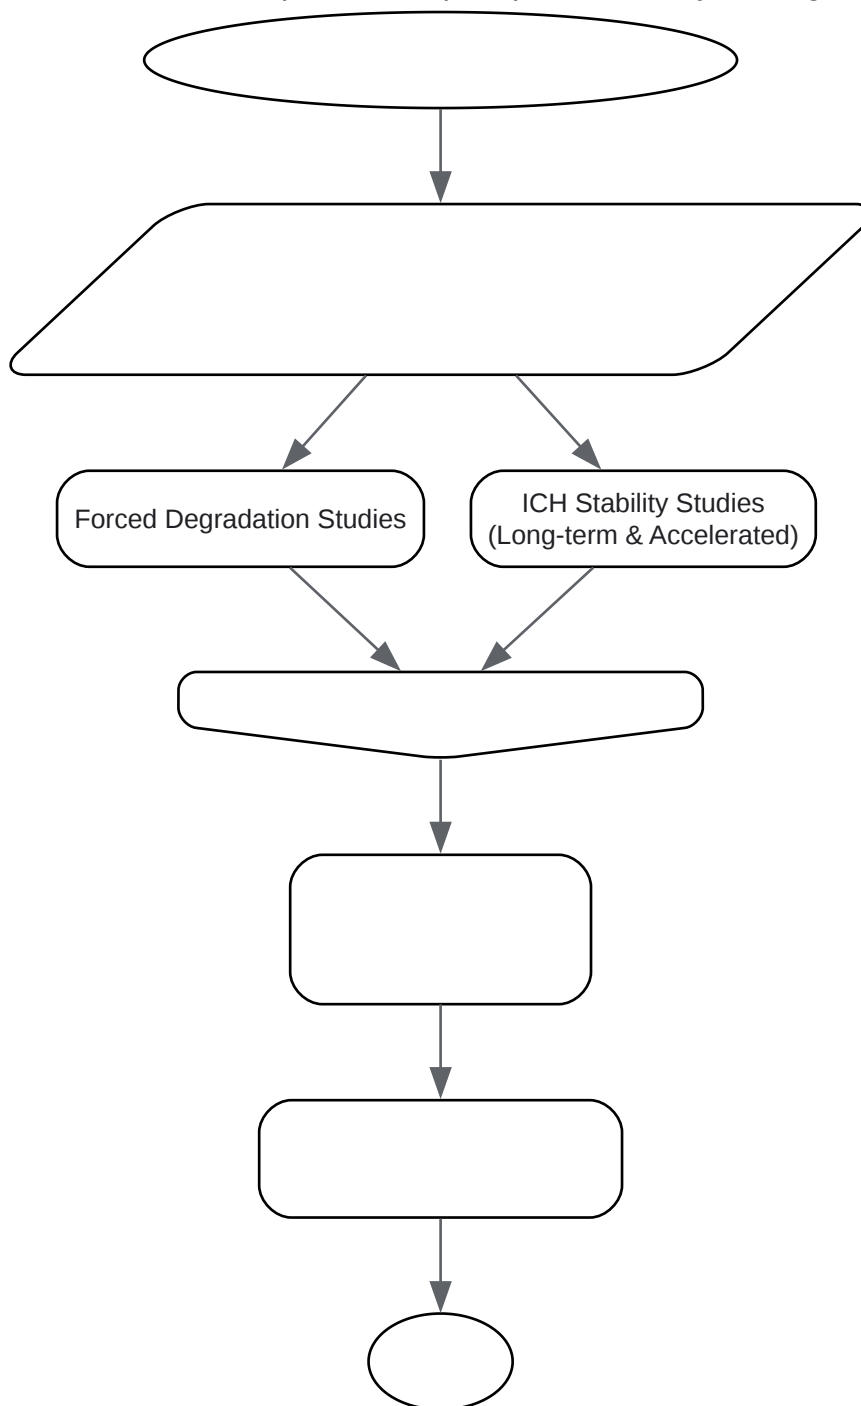 Forced Degradation Studies
ICH Stability Studies
(Long-term & Accelerated)